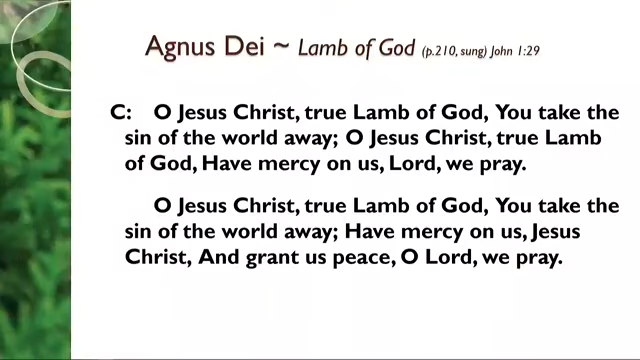 Agnus Dei ~ Lamb of God (p.210, sung) John 1:29
C: O Jesus Christ, true Lamb of God, You take the
sin of the world away; O Jesus Christ, true Lamb
of God, Have mercy on us, Lord, we pray.
O Jesus Christ, true Lamb of God, You take the
sin of the world away; Have mercy on us, Jesus
Christ, And grant us peace, O Lord, we pray.